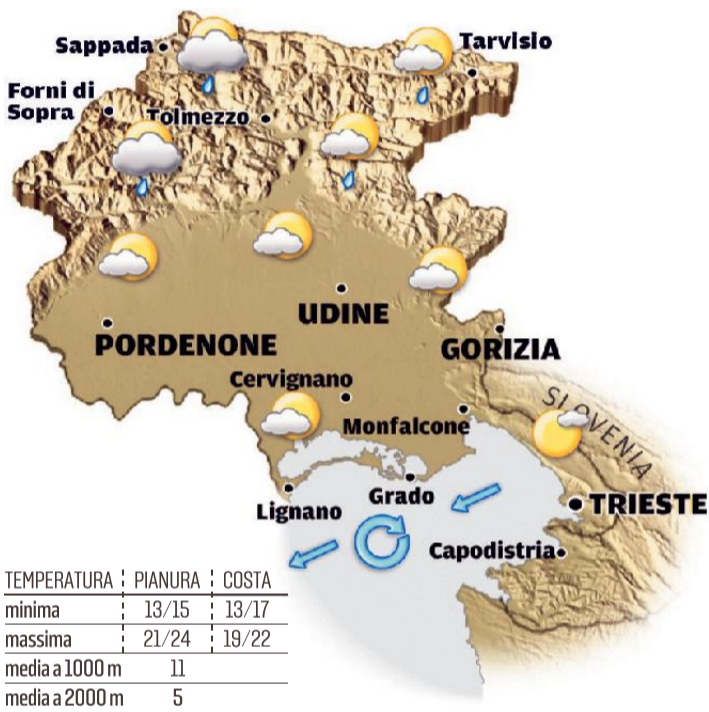 Sappada
Tarvisio
Forni di
Sopra
Tolmezzo
UDINE
PORDENONE
GORIZIA
Cervignano
SLOVENIA
Monfalcone
Grado
Lignano
TRIESTE
Capodistria
TEMPERATURA PIANURA COSTA
minima 13/15 13/17
massima 21/24 19/22
media a 1000 m 11
media a 2000 m 5